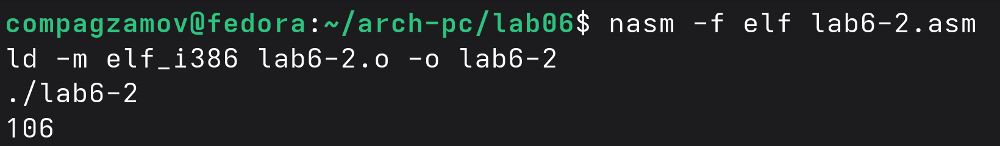 compagzamov@fedora:~/arch-pc/lab06$ nasm -f elf lab6-2.asm
ld -m elf_i386 lab6-2.o -o lab6-2
./lab6-2
106